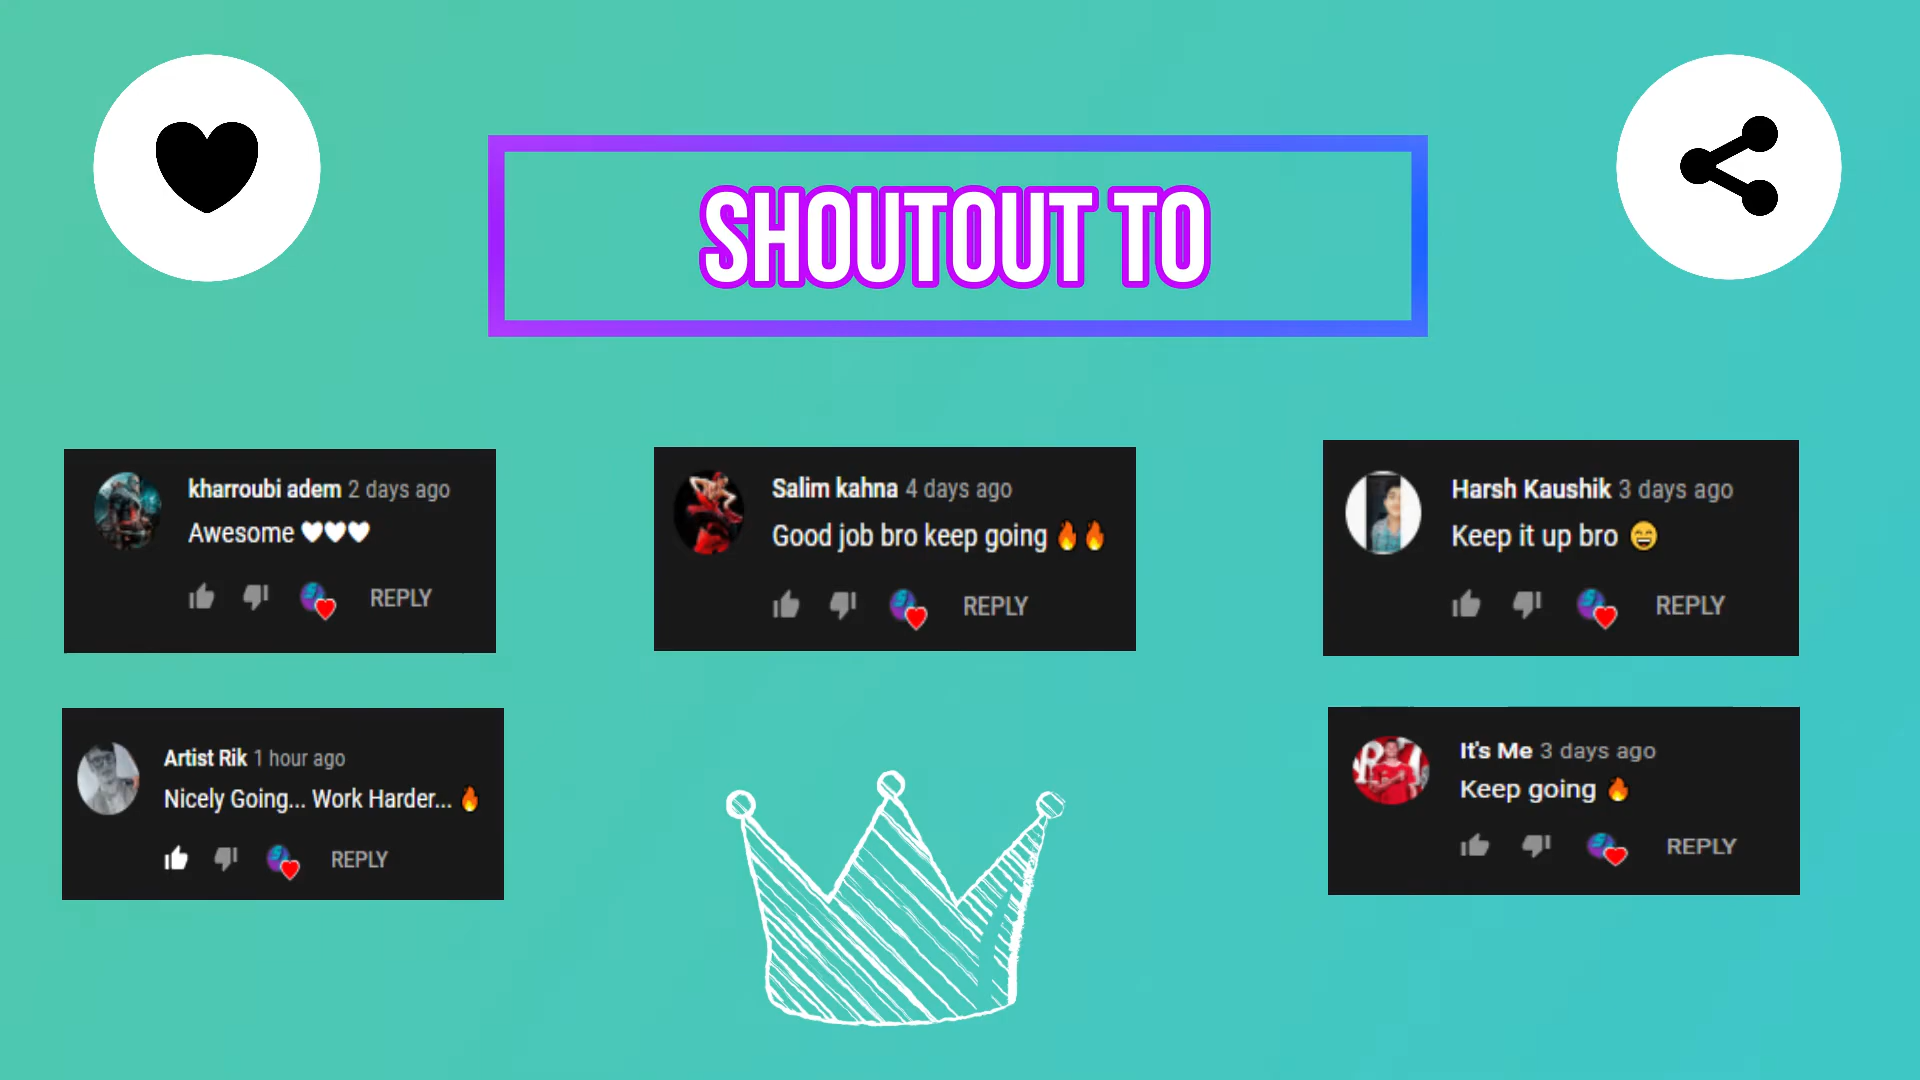 SHOUTOUT TO
kharroubi adem 2 days ago
Awesome 🤍🤍🤍
REPLY
Salim kahna 4 days ago
Good job bro keep going 🔥🔥
REPLY
Harsh Kaushik 3 days ago
Keep it up bro 😄
REPLY
Artist Rik 1 hour ago
Nicely Going... Work Harder... 🔥
REPLY
It's Me 3 days ago
Keep going 🔥
REPLY